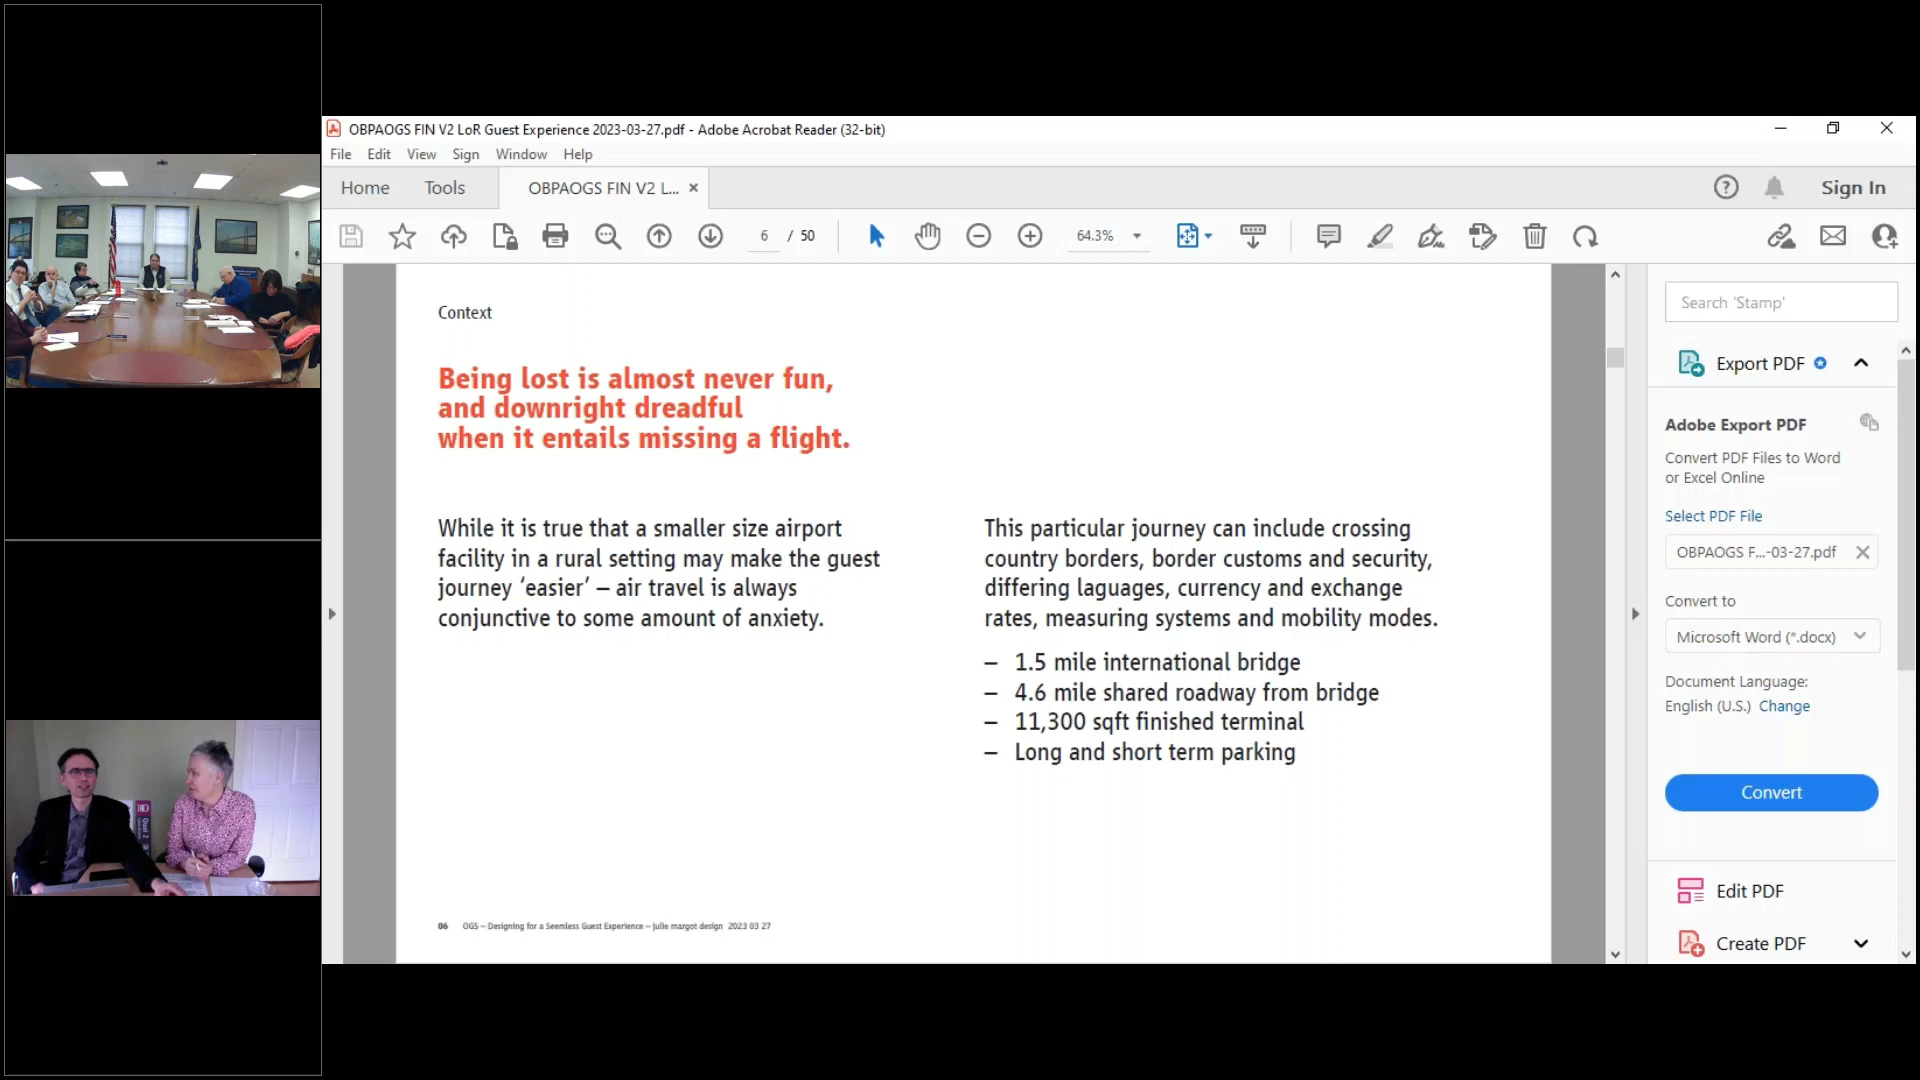 OBPAOGS FIN V2 LoR Guest Experience 2023-03-27.pdf - Adobe Acrobat Reader (32-bit)
File Edit View Sign Window Help
Home Tools OBPAOGS FIN V2 L... Sign In
6 / 50 64.3%
Context
Being lost is almost never fun,
and downright dreadful
when it entails missing a flight.
While it is true that a smaller size airport
facility in a rural setting may make the guest
journey ‘easier’ – air travel is always
conjunctive to some amount of anxiety.
This particular journey can include crossing
country borders, border customs and security,
differing laguages, currency and exchange
rates, measuring systems and mobility modes.
– 1.5 mile international bridge
– 4.6 mile shared roadway from bridge
– 11,300 sqft finished terminal
– Long and short term parking
06 OGS – Designing for a Seemless Guest Experience – julie margot design 2023 03 27
Search 'Stamp'
Export PDF
Adobe Export PDF
Convert PDF Files to Word
or Excel Online
Select PDF File
OBPAOGS F...-03-27.pdf
Convert to
Microsoft Word (*.docx)
Document Language:
English (U.S.) Change
Convert
Edit PDF
Create PDF
Qual 2